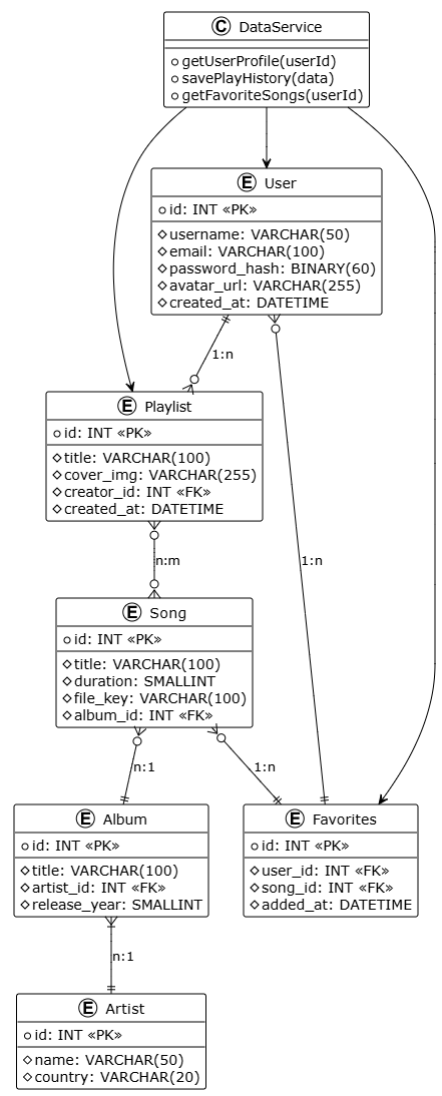 C DataService
getUserProfile(userId)
savePlayHistory(data)
getFavoriteSongs(userId)
E User
id: INT «PK»
username: VARCHAR(50)
email: VARCHAR(100)
password_hash: BINARY(60)
avatar_url: VARCHAR(255)
created_at: DATETIME
1:n
E Playlist
id: INT «PK»
title: VARCHAR(100)
cover_img: VARCHAR(255)
creator_id: INT «FK»
created_at: DATETIME
n:m
1:n
E Song
id: INT «PK»
title: VARCHAR(100)
duration: SMALLINT
file_key: VARCHAR(100)
album_id: INT «FK»
n:1
1:n
E Album
id: INT «PK»
title: VARCHAR(100)
artist_id: INT «FK»
release_year: SMALLINT
E Favorites
id: INT «PK»
user_id: INT «FK»
song_id: INT «FK»
added_at: DATETIME
n:1
E Artist
id: INT «PK»
name: VARCHAR(50)
country: VARCHAR(20)